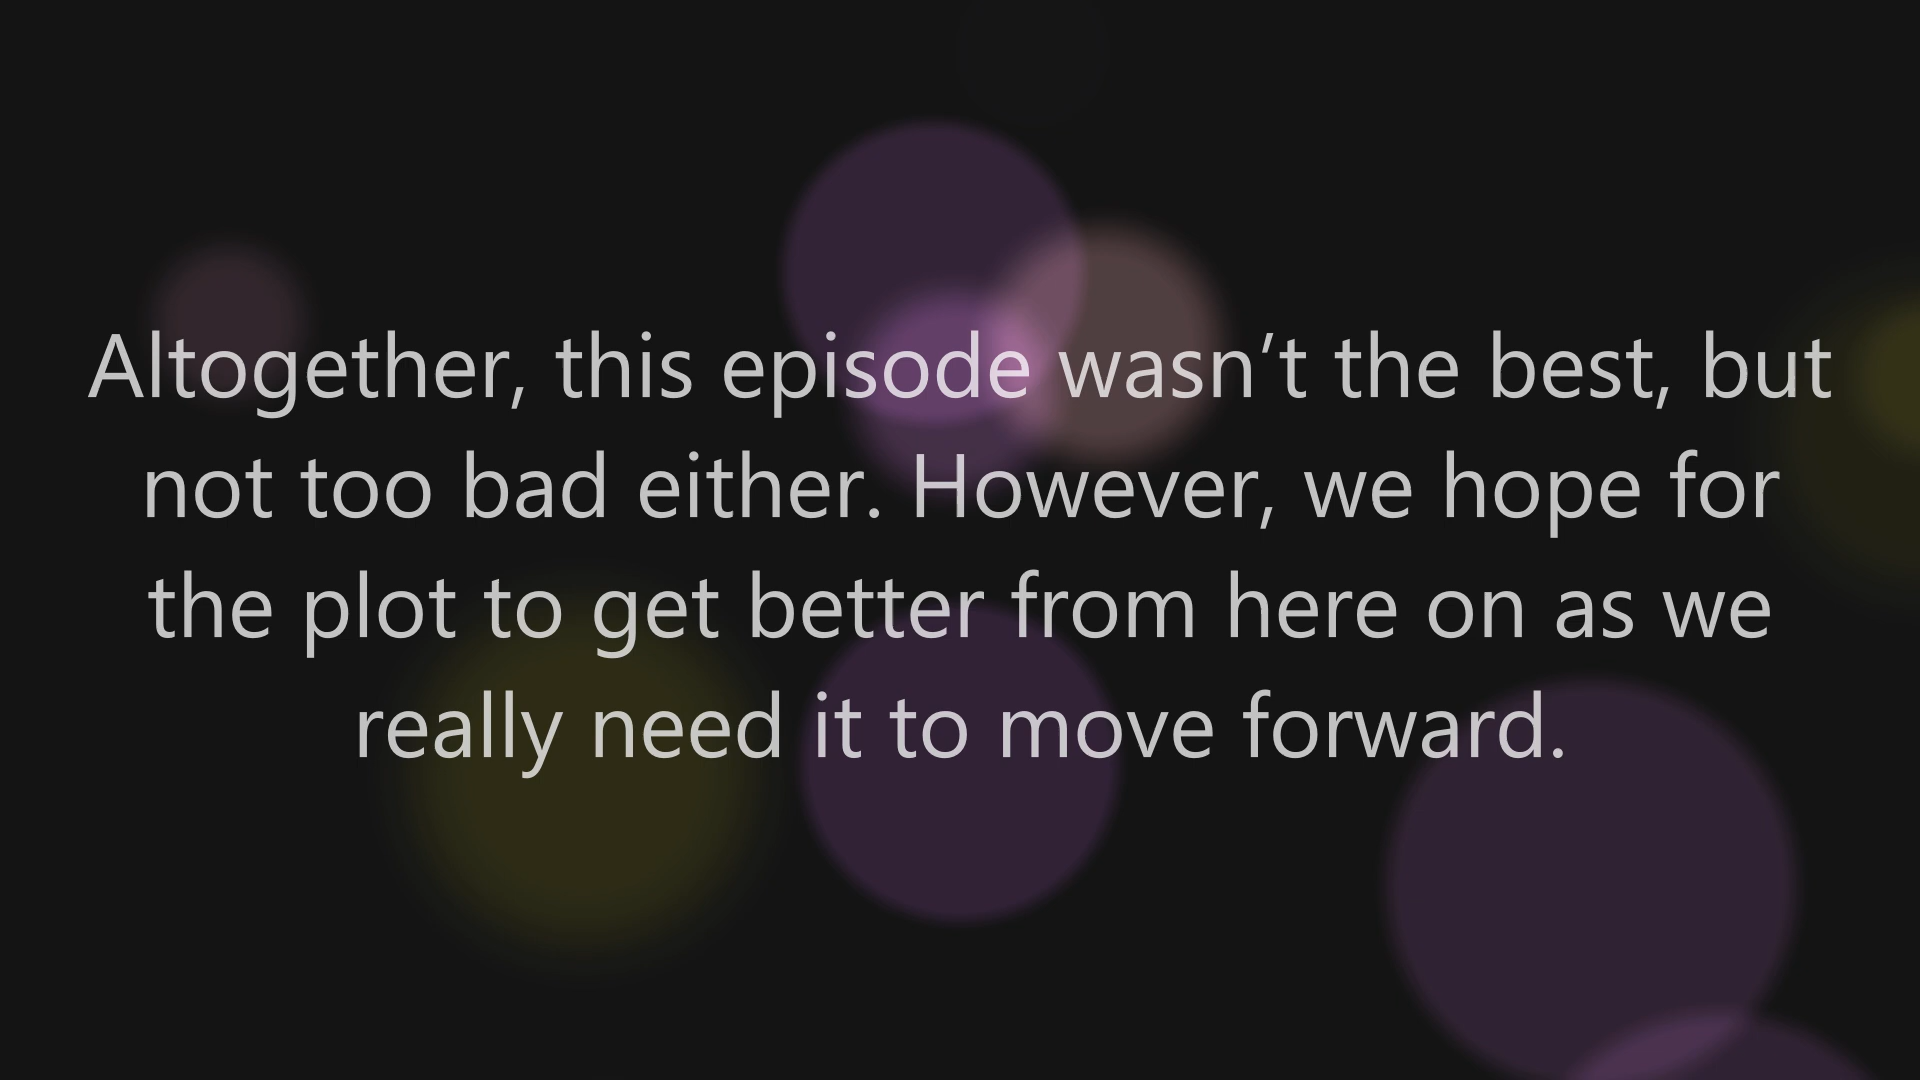 Altogether, this episode wasn’t the best, but
not too bad either. However, we hope for
the plot to get better from here on as we
really need it to move forward.